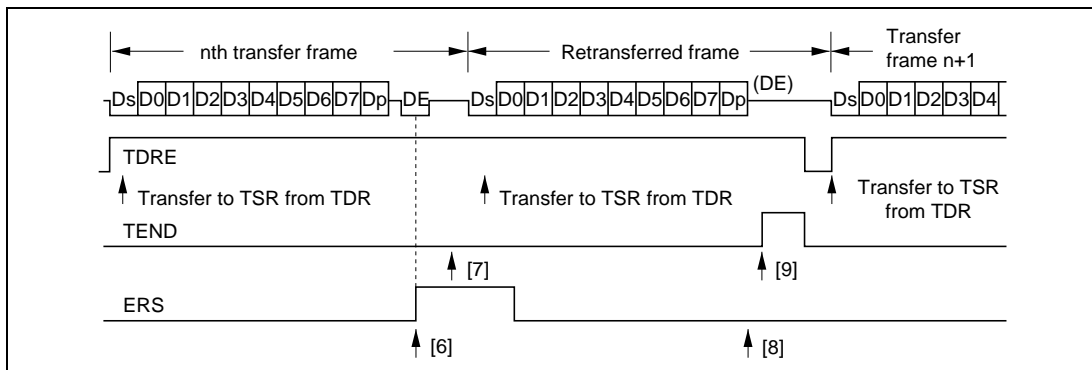 nth transfer frame
Retransferred frame
Transfer
frame n+1
Ds D0 D1 D2 D3 D4 D5 D6 D7 Dp DE
Ds D0 D1 D2 D3 D4 D5 D6 D7 Dp (DE)
Ds D0 D1 D2 D3 D4
TDRE
Transfer to TSR from TDR
Transfer to TSR from TDR
Transfer to TSR
from TDR
TEND
[7]
[9]
ERS
[6]
[8]